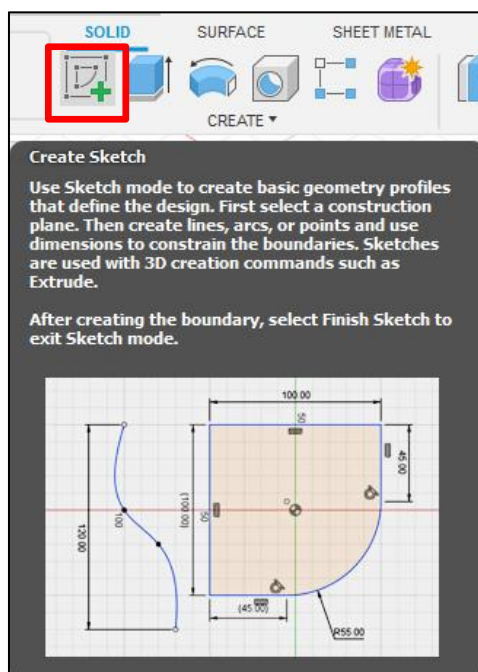 SOLID SURFACE SHEET METAL
CREATE ▾
Create Sketch
Use Sketch mode to create basic geometry profiles
that define the design. First select a construction
plane. Then create lines, arcs, or points and use
dimensions to constrain the boundaries. Sketches
are used with 3D creation commands such as
Extrude.
After creating the boundary, select Finish Sketch to
exit Sketch mode.
100.00
50
45.00
120.00
100
(100.00)
50
(45.00)
R55.00